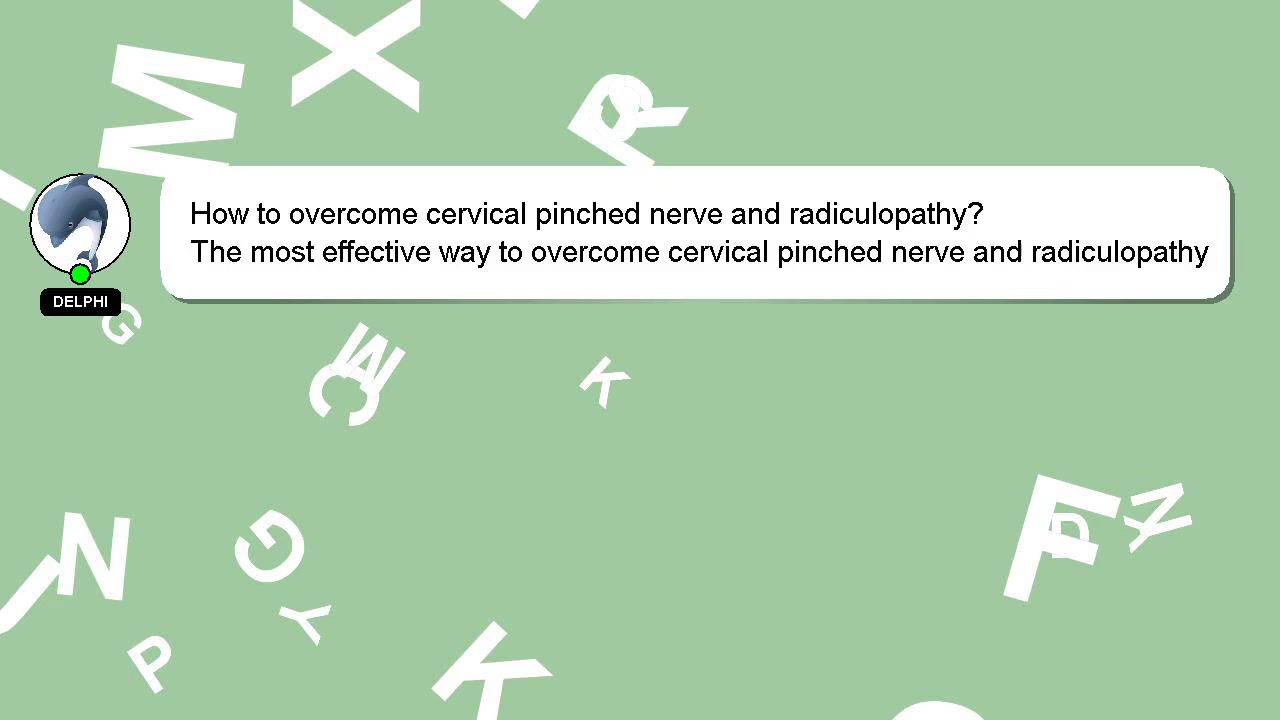 M
X
R
How to overcome cervical pinched nerve and radiculopathy?
The most effective way to overcome cervical pinched nerve and radiculopathy
DELPHI
G
M
C
K
F
D
Y
Z
N
G
Y
P
K